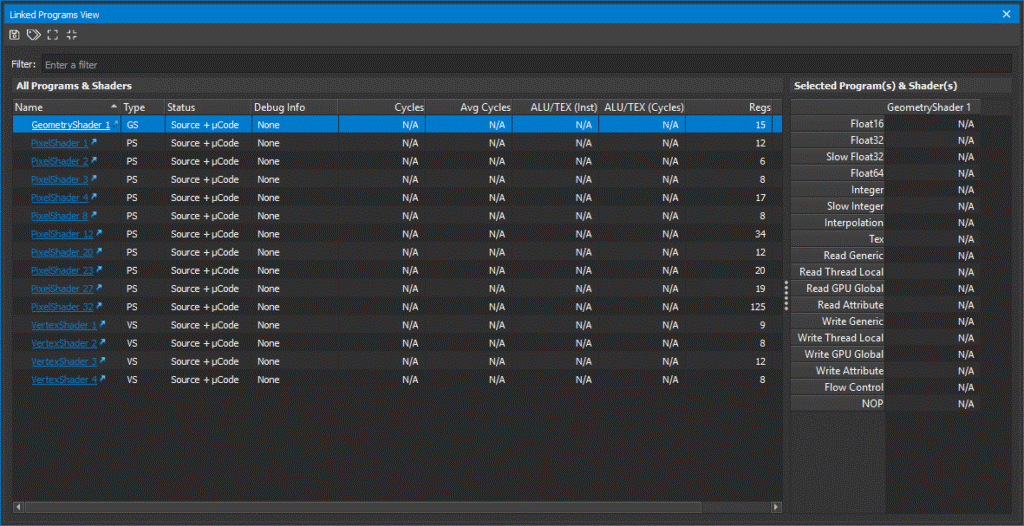 Linked Programs View
Filter: Enter a filter
All Programs & Shaders
Name Type Status Debug Info Cycles Avg Cycles ALU/TEX (Inst) ALU/TEX (Cycles) Regs
GeometryShader 1 GS Source + µCode None N/A N/A N/A N/A 15
PixelShader 1 PS Source + µCode None N/A N/A N/A N/A 12
PixelShader 2 PS Source + µCode None N/A N/A N/A N/A 6
PixelShader 3 PS Source + µCode None N/A N/A N/A N/A 8
PixelShader 4 PS Source + µCode None N/A N/A N/A N/A 17
PixelShader 8 PS Source + µCode None N/A N/A N/A N/A 8
PixelShader 12 PS Source + µCode None N/A N/A N/A N/A 34
PixelShader 20 PS Source + µCode None N/A N/A N/A N/A 12
PixelShader 23 PS Source + µCode None N/A N/A N/A N/A 20
PixelShader 27 PS Source + µCode None N/A N/A N/A N/A 19
PixelShader 32 PS Source + µCode None N/A N/A N/A N/A 125
VertexShader 1 VS Source + µCode None N/A N/A N/A N/A 9
VertexShader 2 VS Source + µCode None N/A N/A N/A N/A 8
VertexShader 3 VS Source + µCode None N/A N/A N/A N/A 12
VertexShader 4 VS Source + µCode None N/A N/A N/A N/A 8
Selected Program(s) & Shader(s)
GeometryShader 1
Float16 N/A
Float32 N/A
Slow Float32 N/A
Float64 N/A
Integer N/A
Slow Integer N/A
Interpolation N/A
Tex N/A
Read Generic N/A
Read Thread Local N/A
Read GPU Global N/A
Read Attribute N/A
Write Generic N/A
Write Thread Local N/A
Write GPU Global N/A
Write Attribute N/A
Flow Control N/A
NOP N/A